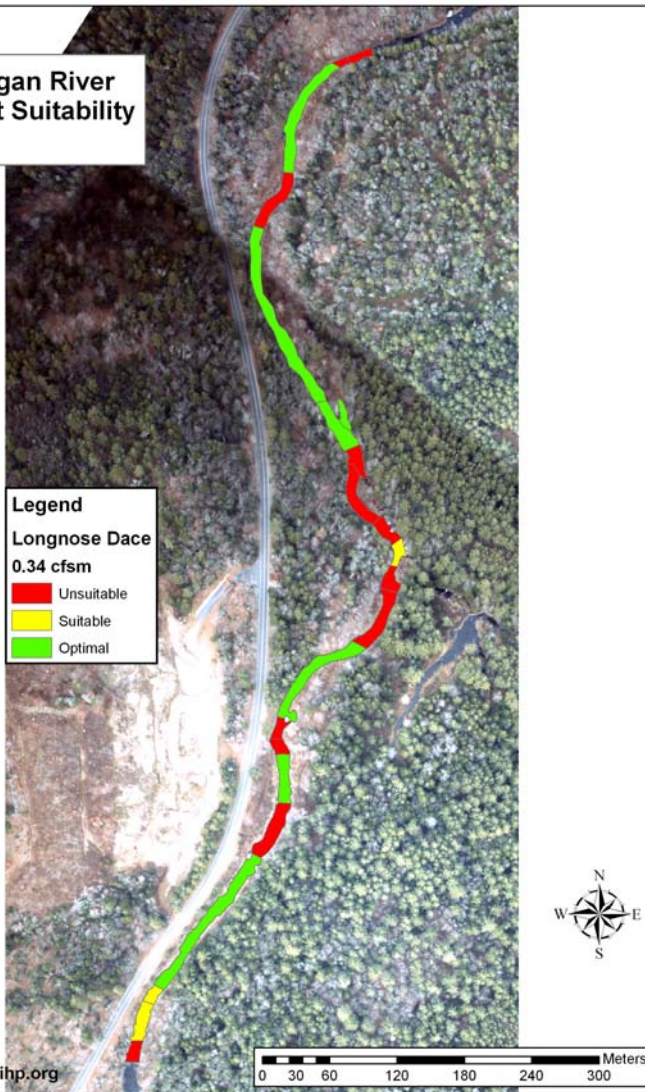 gan River
t Suitability
Legend
Longnose Dace
0.34 cfsm
Unsuitable
Suitable
Optimal
N
W E
S
ihp.org
Meters
0 30 60 120 180 240 300